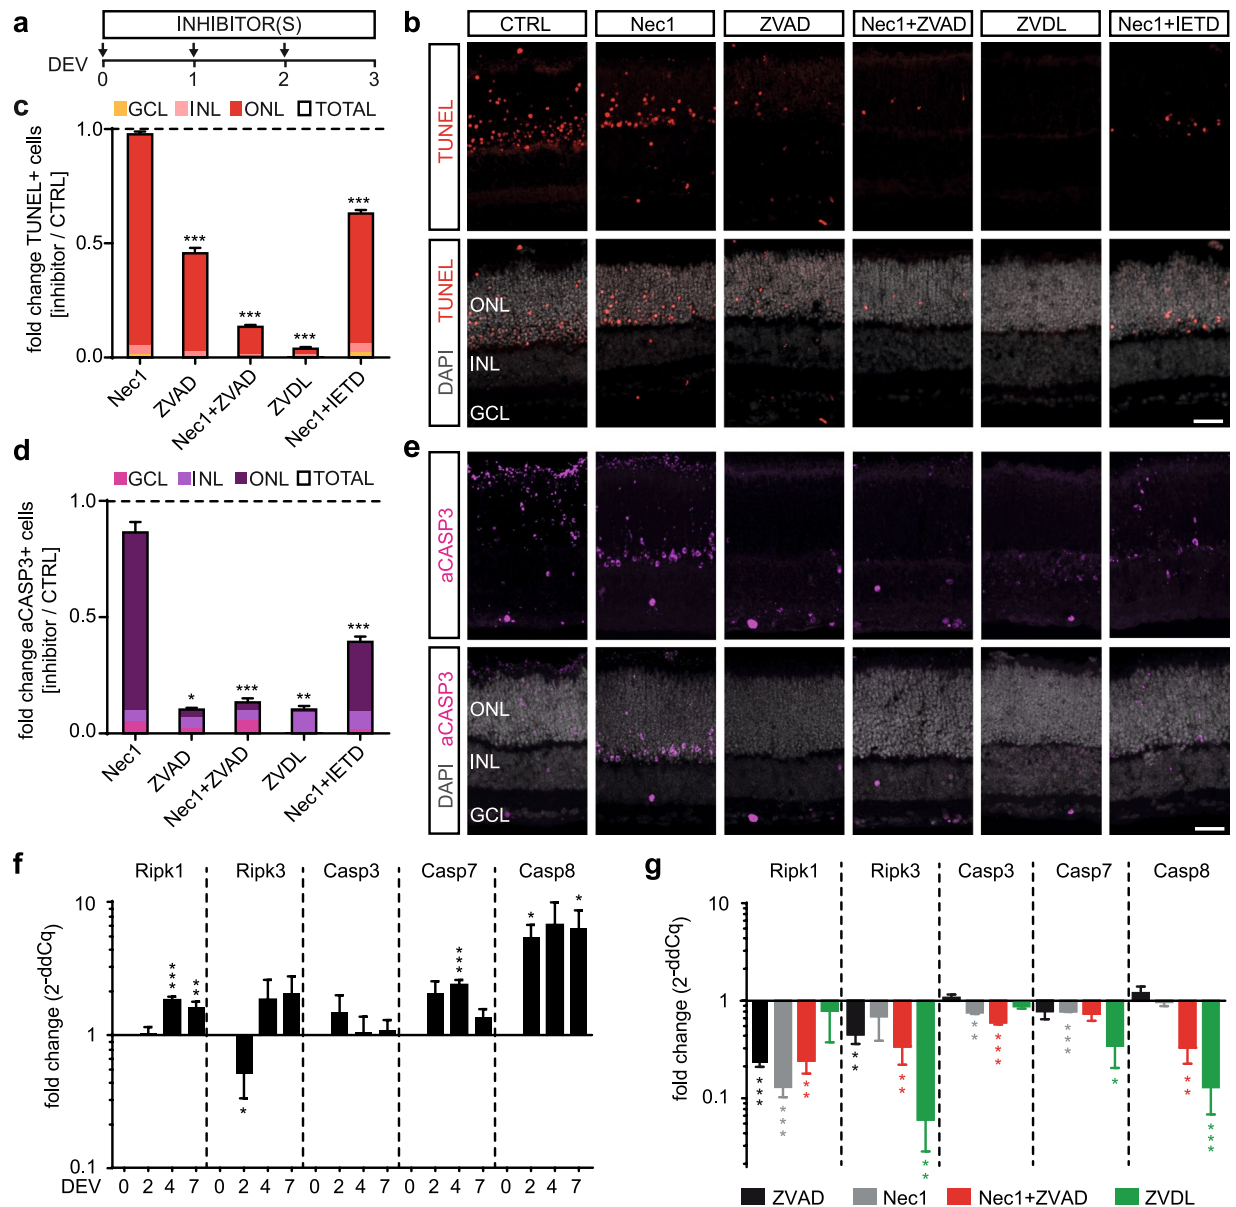 a
INHIBITOR(S)
DEV
0 1 2 3
b
CTRL Nec1 ZVAD Nec1+ZVAD ZVDL Nec1+IETD
TUNEL
DAPI TUNEL
ONL
INL
GCL
c
GCL INL ONL TOTAL
fold change TUNEL+ cells
[inhibitor / CTRL]
1.0
0.5
0.0
***
***
***
***
Nec1 ZVAD Nec1+ZVAD ZVDL Nec1+IETD
d
GCL INL ONL TOTAL
fold change aCASP3+ cells
[inhibitor / CTRL]
1.0
0.5
0.0
*
***
**
***
Nec1 ZVAD Nec1+ZVAD ZVDL Nec1+IETD
e
aCASP3
DAPI aCASP3
ONL
INL
GCL
f
Ripk1 Ripk3 Casp3 Casp7 Casp8
fold change (2-ddCq)
10
1
0.1
***
**
*
***
*
*
DEV 0 2 4 7 0 2 4 7 0 2 4 7 0 2 4 7 0 2 4 7
g
Ripk1 Ripk3 Casp3 Casp7 Casp8
fold change (2-ddCq)
10
1
0.1
***
***
**
**
**
**
**
***
***
*
**
***
ZVAD Nec1 Nec1+ZVAD ZVDL